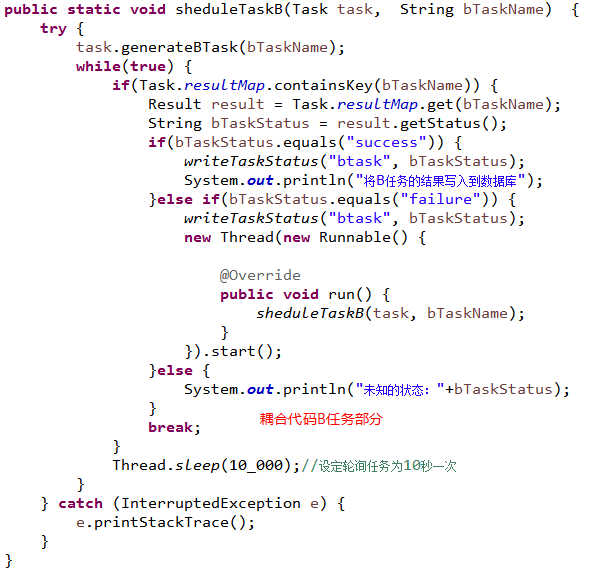 public static void sheduleTaskB(Task task,  String bTaskName)  {
    try {
        task.generateBTask(bTaskName);
        while(true) {
            if(Task.resultMap.containsKey(bTaskName)) {
                Result result = Task.resultMap.get(bTaskName);
                String bTaskStatus = result.getStatus();
                if(bTaskStatus.equals("success")) {
                    writeTaskStatus("btask", bTaskStatus);
                    System.out.println("将B任务的结果写入到数据库");
                }else if(bTaskStatus.equals("failure")) {
                    writeTaskStatus("btask", bTaskStatus);
                    new Thread(new Runnable() {
                        @Override
                        public void run() {
                            sheduleTaskB(task, bTaskName);
                        }
                    }).start();
                }else {
                    System.out.println("未知的状态："+bTaskStatus);
                }
耦合代码B任务部分
                break;
            }
            Thread.sleep(10_000);//设定轮询任务为10秒一次
        }
    } catch (InterruptedException e) {
        e.printStackTrace();
    }
}